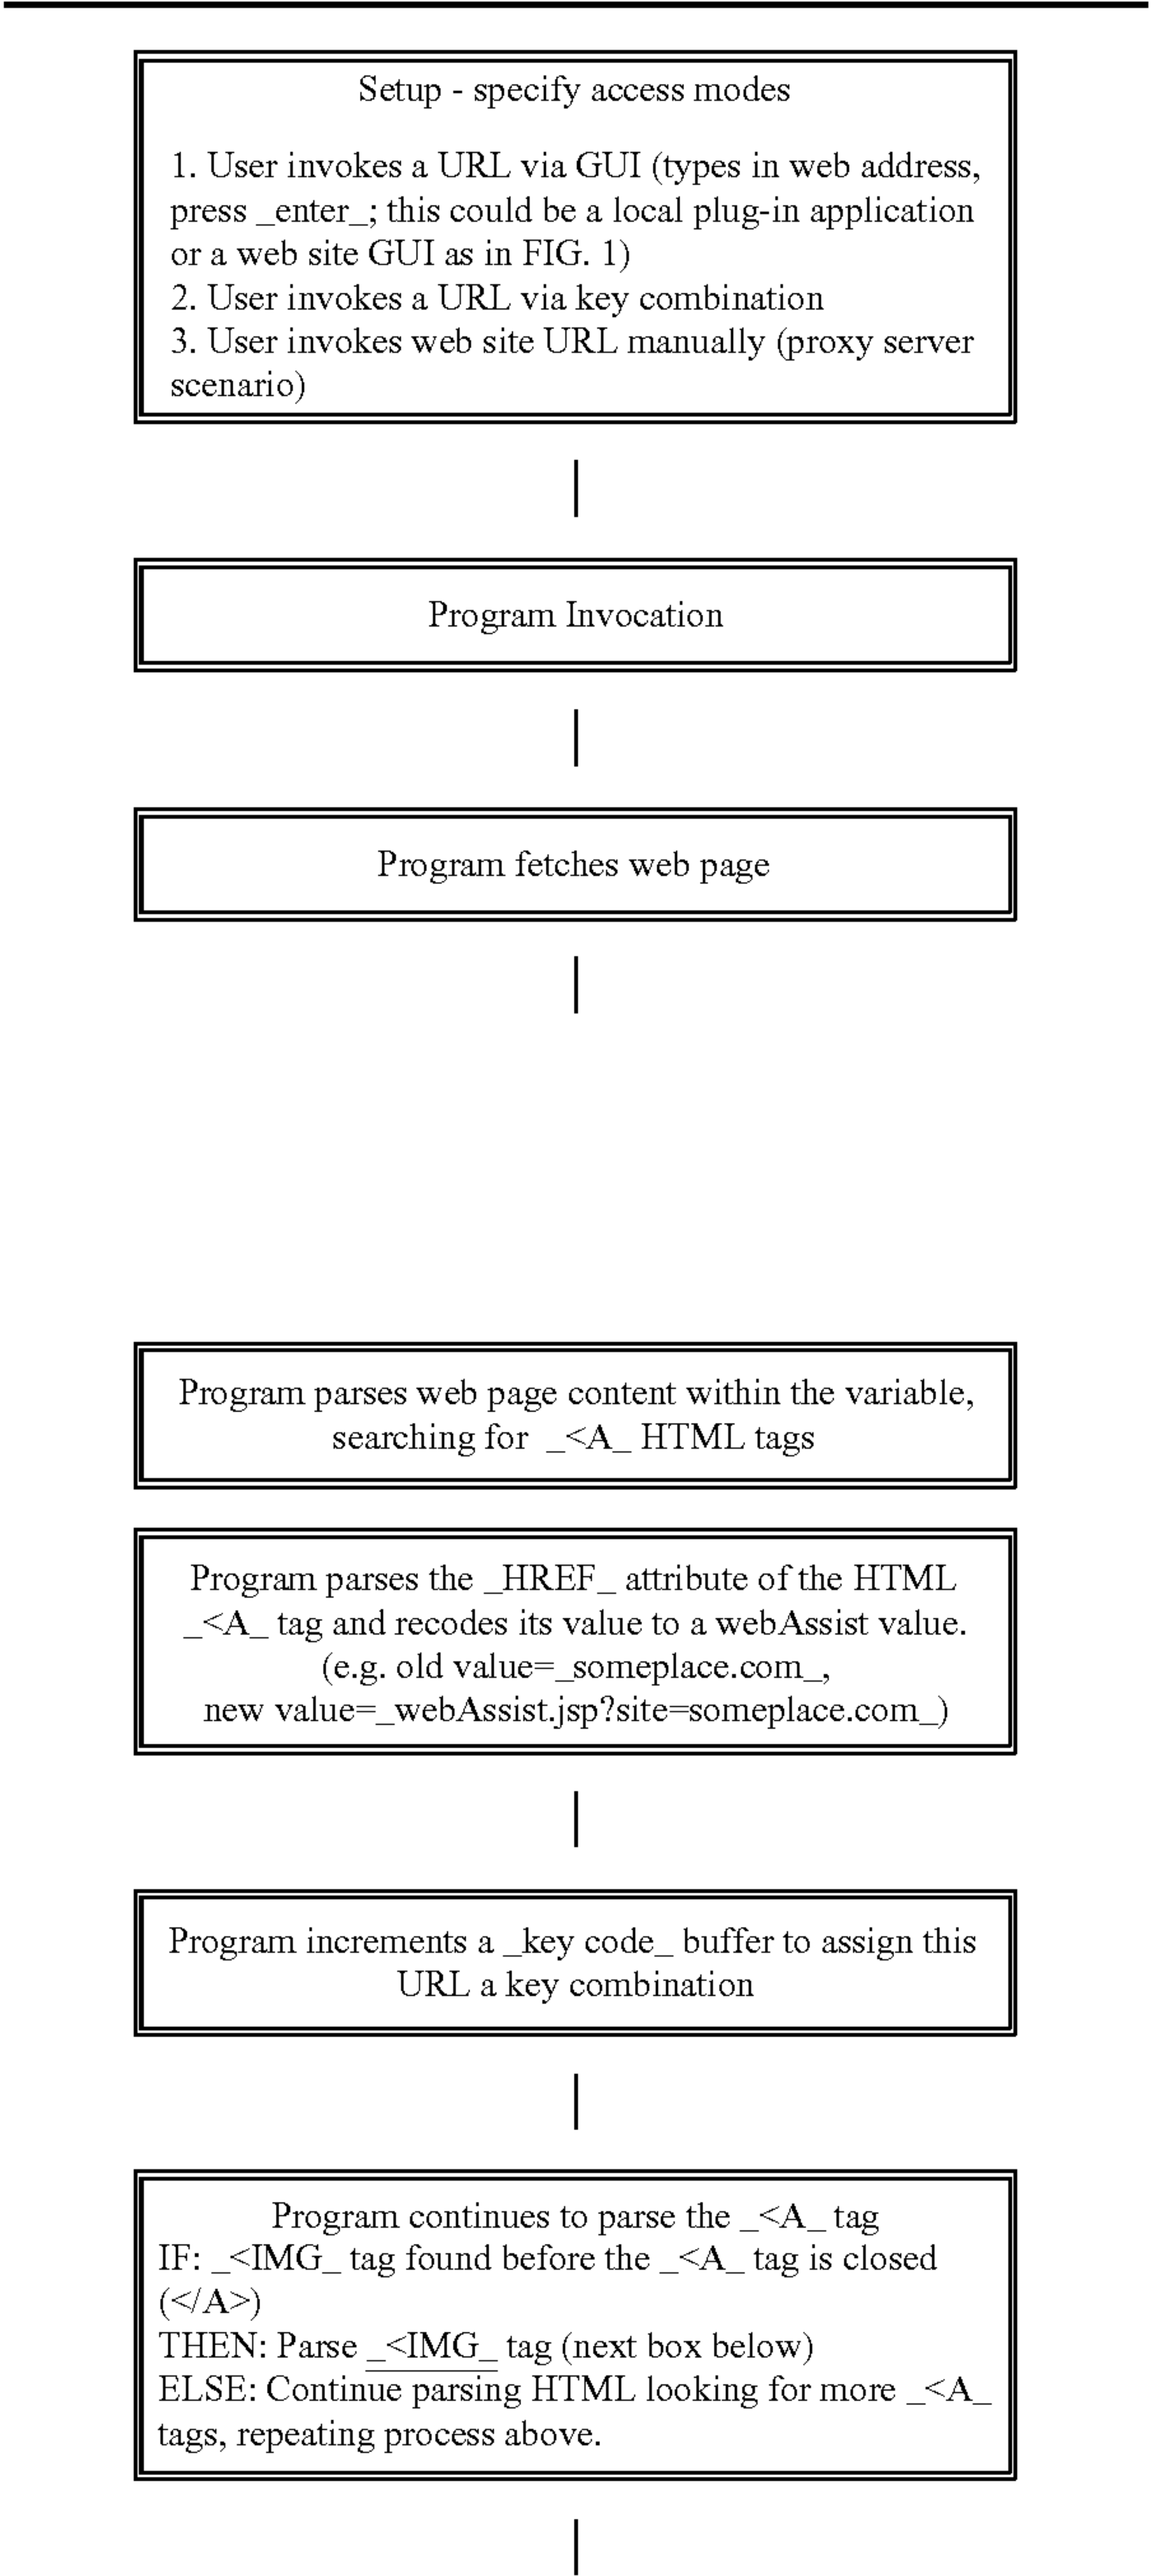 Setup - specify access modes
1. User invokes a URL via GUI (types in web address,
press _enter_; this could be a local plug-in application
or a web site GUI as in FIG. 1)
2. User invokes a URL via key combination
3. User invokes web site URL manually (proxy server
scenario)
Program Invocation
Program fetches web page
Program parses web page content within the variable,
searching for _<A_ HTML tags
Program parses the _HREF_ attribute of the HTML
_<A_ tag and recodes its value to a webAssist value.
(e.g. old value=_someplace.com_,
new value=_webAssist.jsp?site=someplace.com_)
Program increments a _key code_ buffer to assign this
URL a key combination
Program continues to parse the _<A_ tag
IF: _<IMG_ tag found before the _<A_ tag is closed
(</A>)
THEN: Parse _<IMG_ tag (next box below)
ELSE: Continue parsing HTML looking for more _<A_
tags, repeating process above.